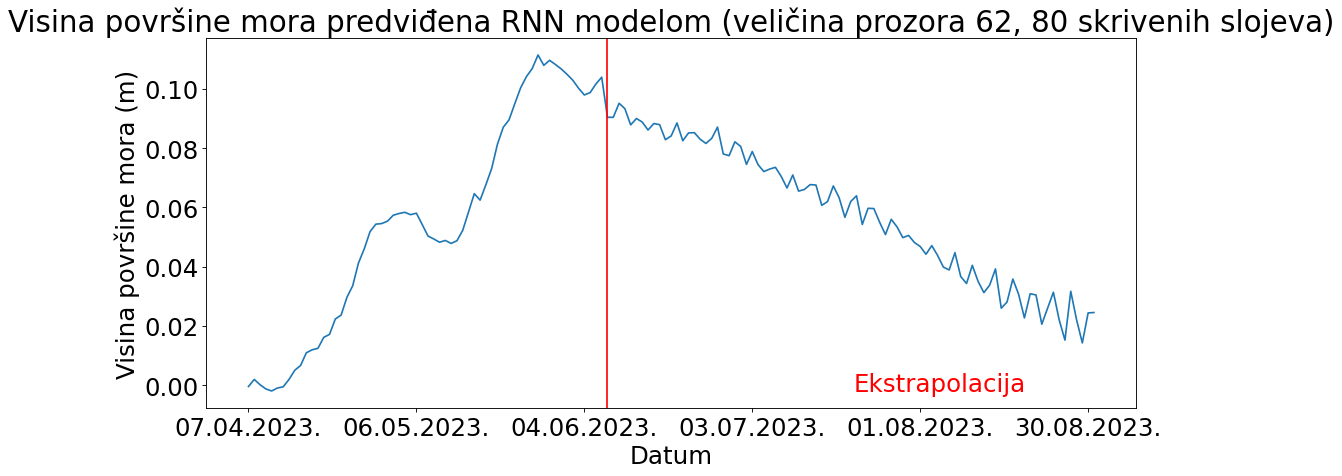 Visina površine mora predviđena RNN modelom (veličina prozora 62, 80 skrivenih slojeva)
Visina površine mora (m)
0.10
0.08
0.06
0.04
0.02
0.00
Ekstrapolacija
07.04.2023. 06.05.2023. 04.06.2023. 03.07.2023. 01.08.2023. 30.08.2023.
Datum